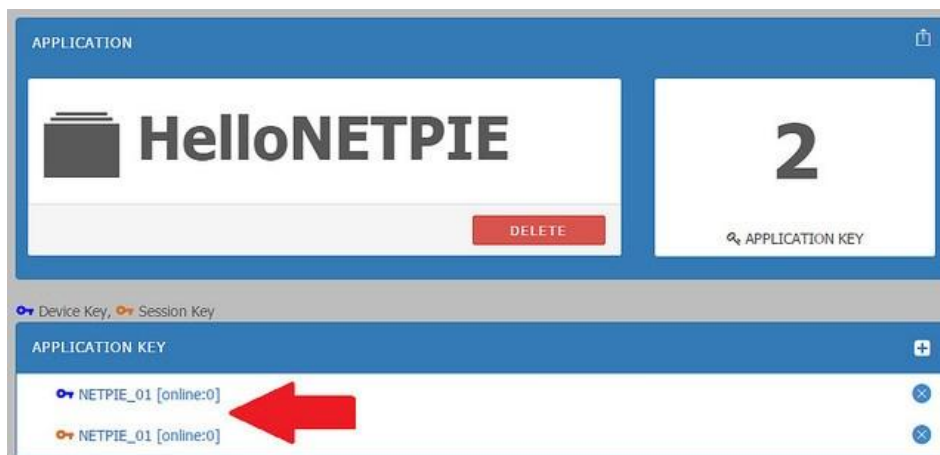 APPLICATION
HelloNETPIE
DELETE
2
APPLICATION KEY
Device Key, Session Key
APPLICATION KEY
NETPIE_01 [online:0]
NETPIE_01 [online:0]